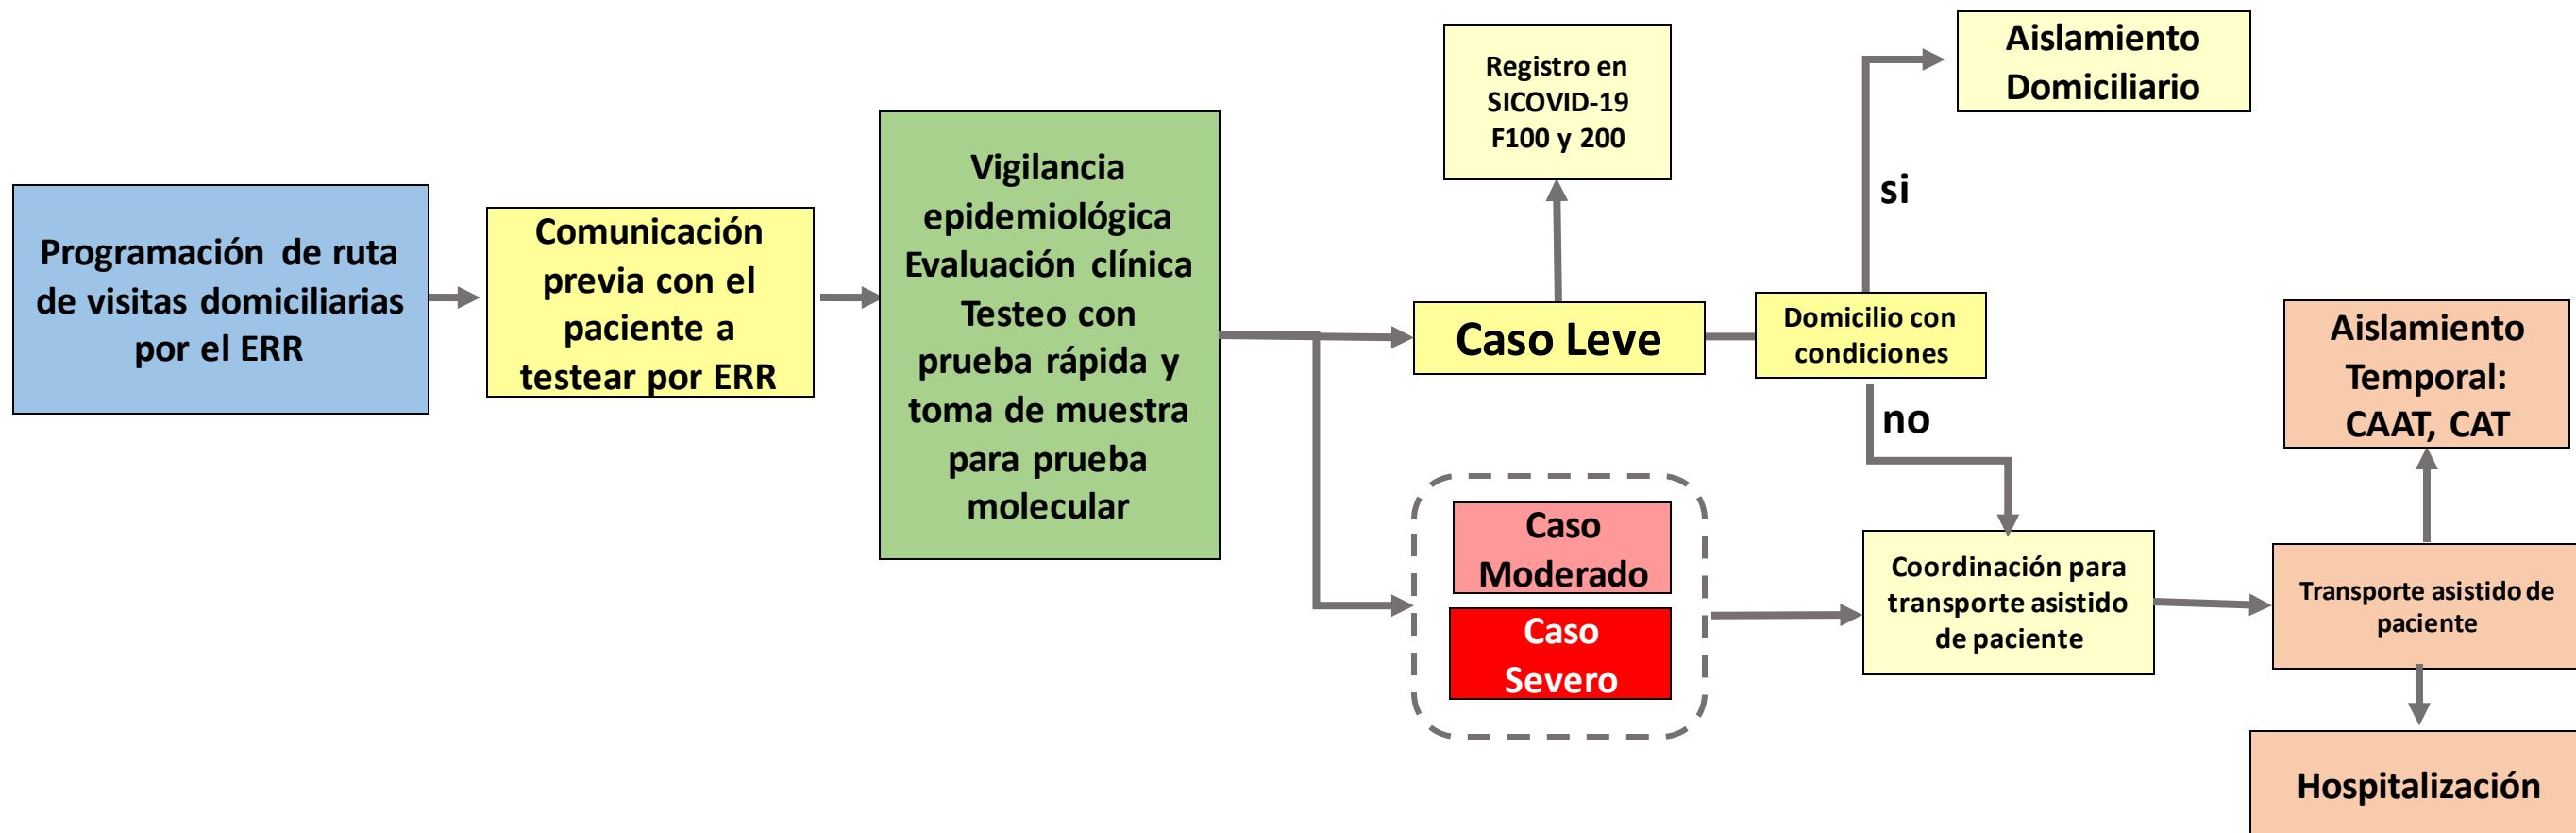 Programación de ruta
de visitas domiciliarias
por el ERR
Comunicación
previa con el
paciente a
testear por ERR
Vigilancia
epidemiológica
Evaluación clínica
Testeo con
prueba rápida y
toma de muestra
para prueba
molecular
Registro en
SICOVID-19
F100 y 200
Caso Leve
Domicilio con
condiciones
si
Aislamiento
Domiciliario
no
Caso
Moderado
Caso
Severo
Coordinación para
transporte asistido
de paciente
Aislamiento
Temporal:
CAAT, CAT
Transporte asistido de
paciente
Hospitalización